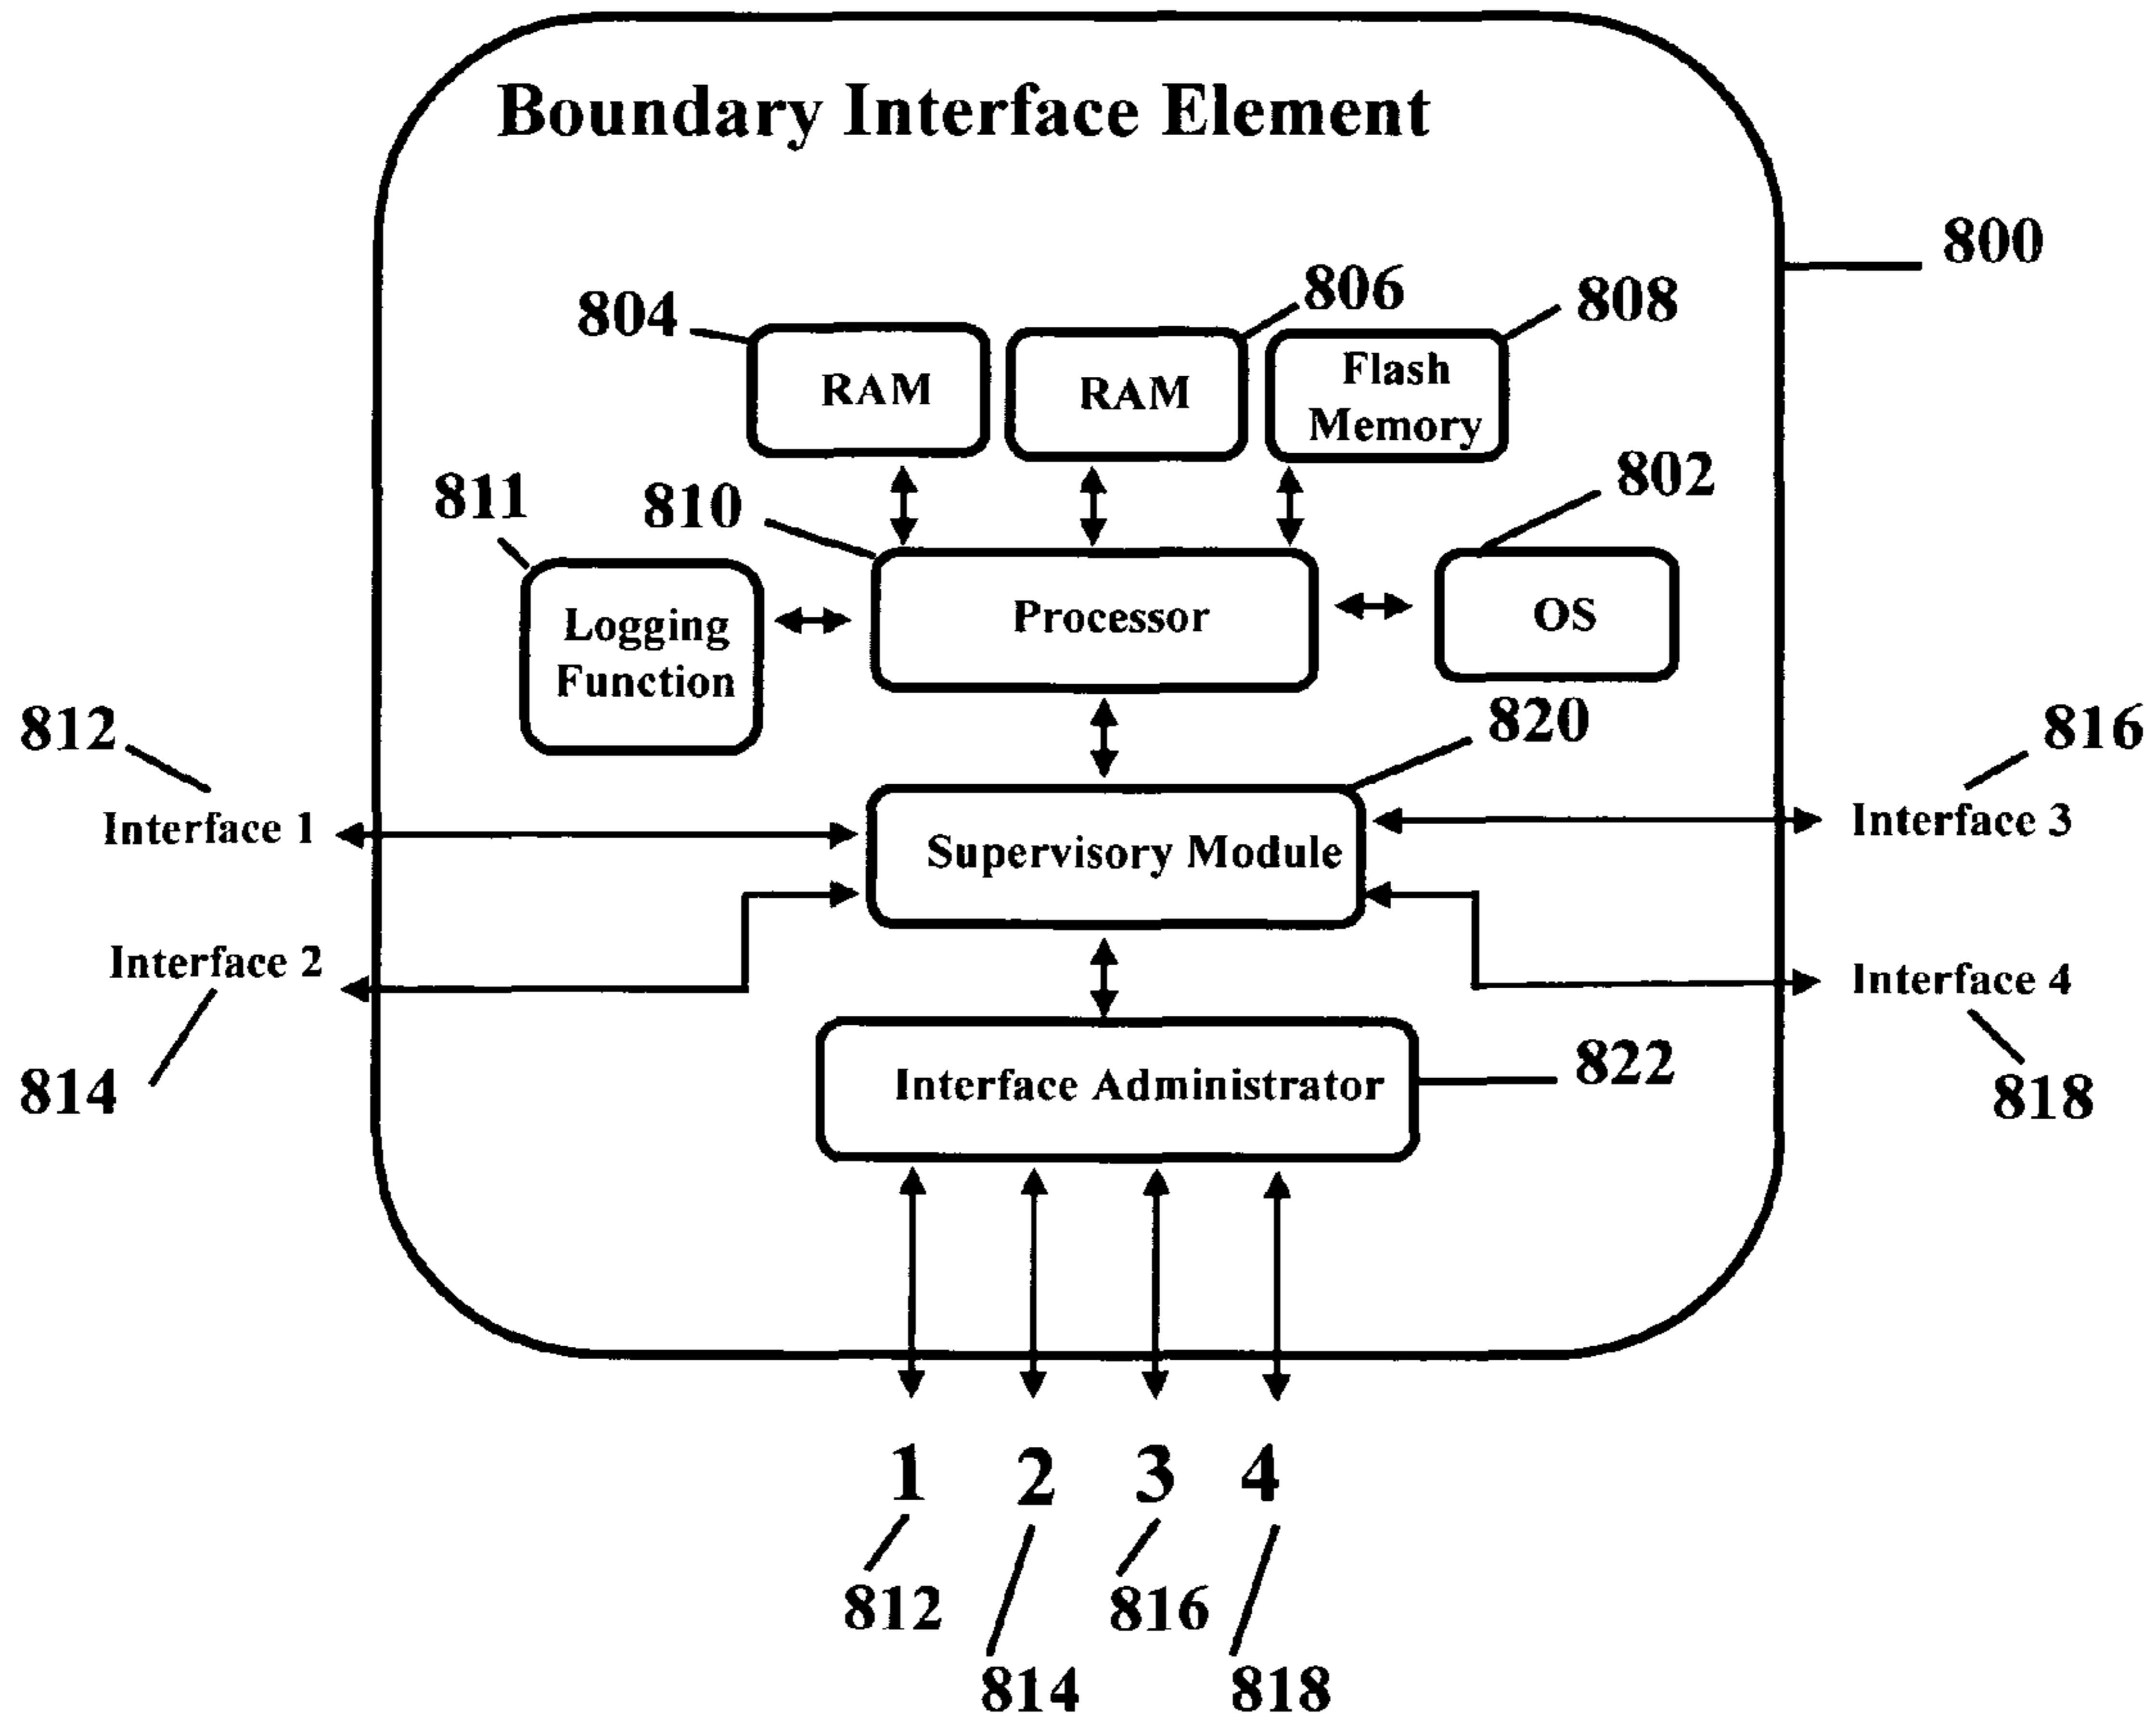 Boundary Interface Element
800
804
806
808
RAM
RAM
Flash
Memory
811
810
802
Logging
Function
Processor
OS
812
820
816
Interface 1
Supervisory Module
Interface 3
Interface 2
Interface 4
814
Interface Administrator
822
818
1 2 3 4
812
816
814
818